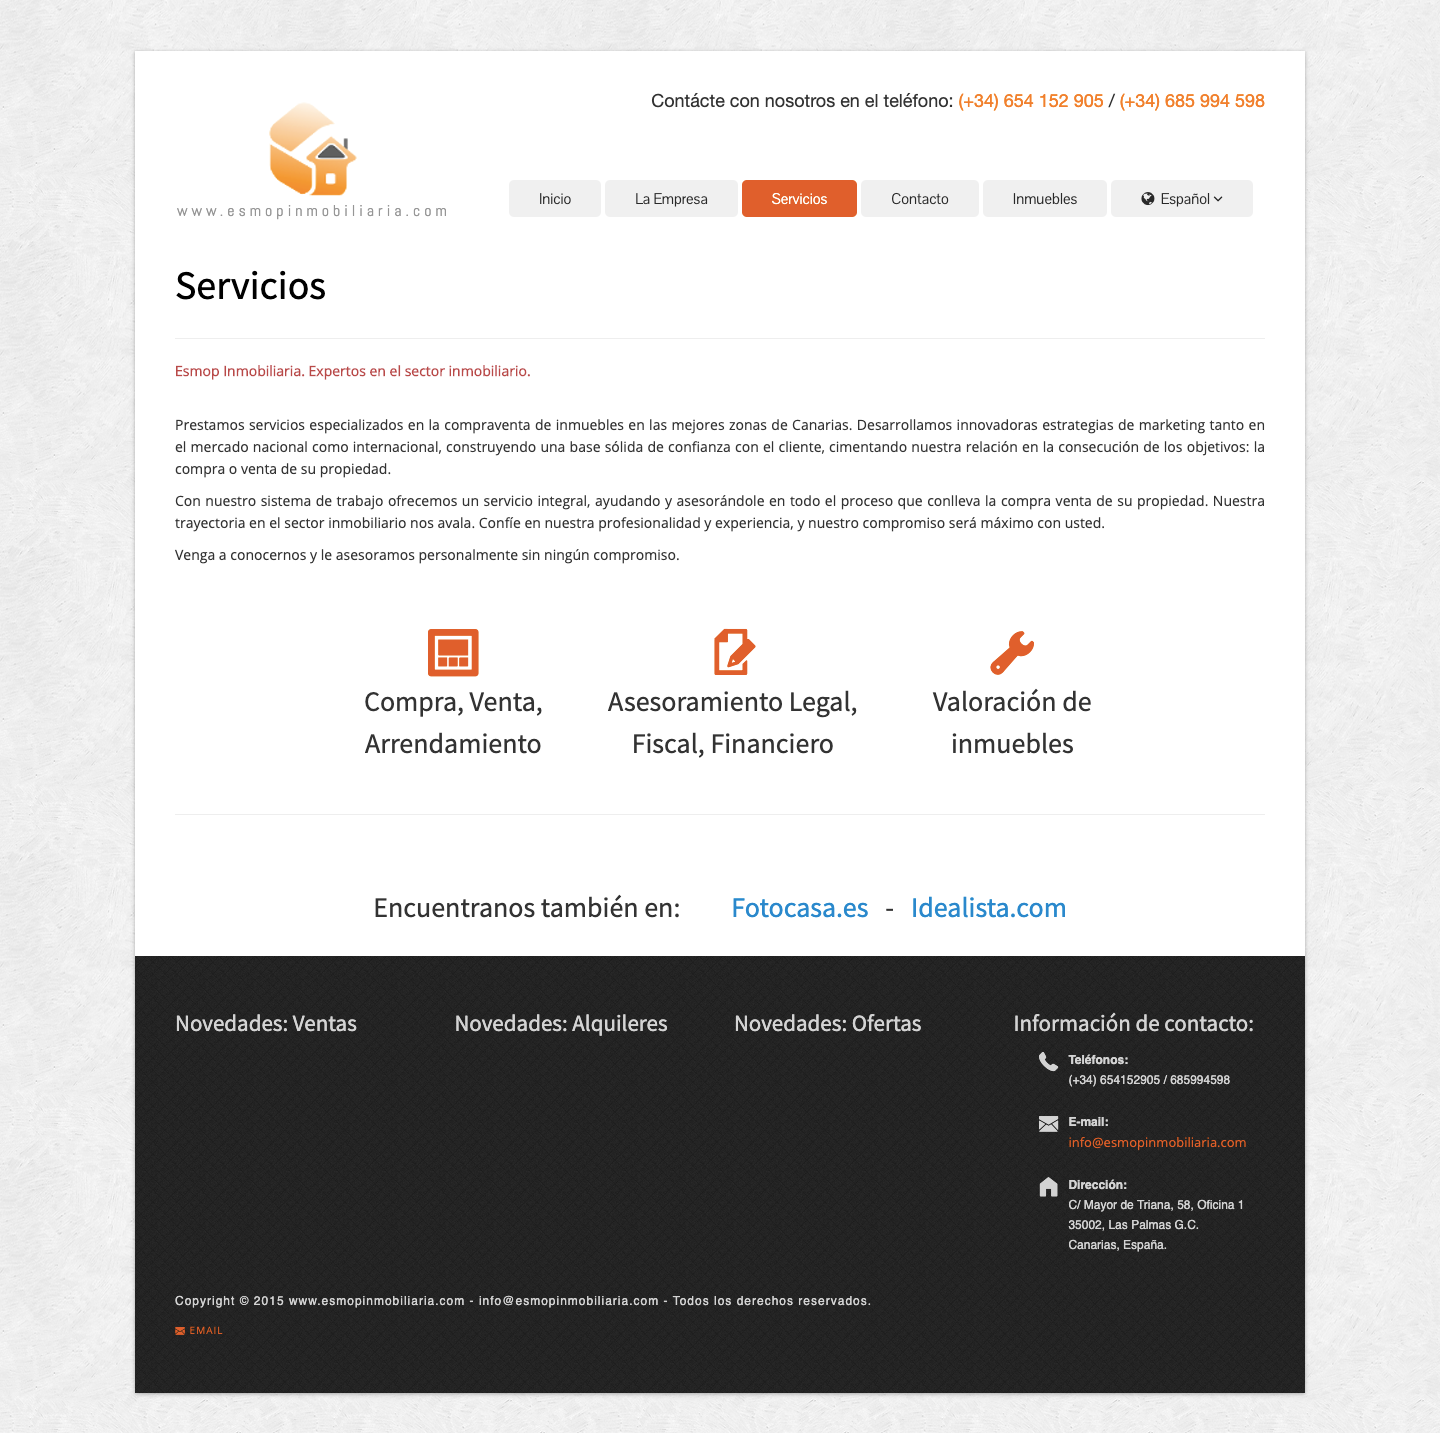 Contácte con nosotros en el teléfono: (+34) 654 152 905 / (+34) 685 994 598
www.esmopinmobiliaria.com
Inicio
La Empresa
Servicios
Contacto
Inmuebles
Español
Servicios
Esmop Inmobiliaria. Expertos en el sector inmobiliario.
Prestamos servicios especializados en la compraventa de inmuebles en las mejores zonas de Canarias. Desarrollamos innovadoras estrategias de marketing tanto en
el mercado nacional como internacional, construyendo una base sólida de confianza con el cliente, cimentando nuestra relación en la consecución de los objetivos: la
compra o venta de su propiedad.
Con nuestro sistema de trabajo ofrecemos un servicio integral, ayudando y asesorándole en todo el proceso que conlleva la compra venta de su propiedad. Nuestra
trayectoria en el sector inmobiliario nos avala. Confíe en nuestra profesionalidad y experiencia, y nuestro compromiso será máximo con usted.
Venga a conocernos y le asesoramos personalmente sin ningún compromiso.
Compra, Venta,
Arrendamiento
Asesoramiento Legal,
Fiscal, Financiero
Valoración de
inmuebles
Encuentranos también en: Fotocasa.es - Idealista.com
Novedades: Ventas
Novedades: Alquileres
Novedades: Ofertas
Información de contacto:
Teléfonos:
(+34) 654152905 / 685994598
E-mail:
info@esmopinmobiliaria.com
Dirección:
C/ Mayor de Triana, 58, Oficina 1
35002, Las Palmas G.C.
Canarias, España.
Copyright © 2015 www.esmopinmobiliaria.com - info@esmopinmobiliaria.com - Todos los derechos reservados.
EMAIL